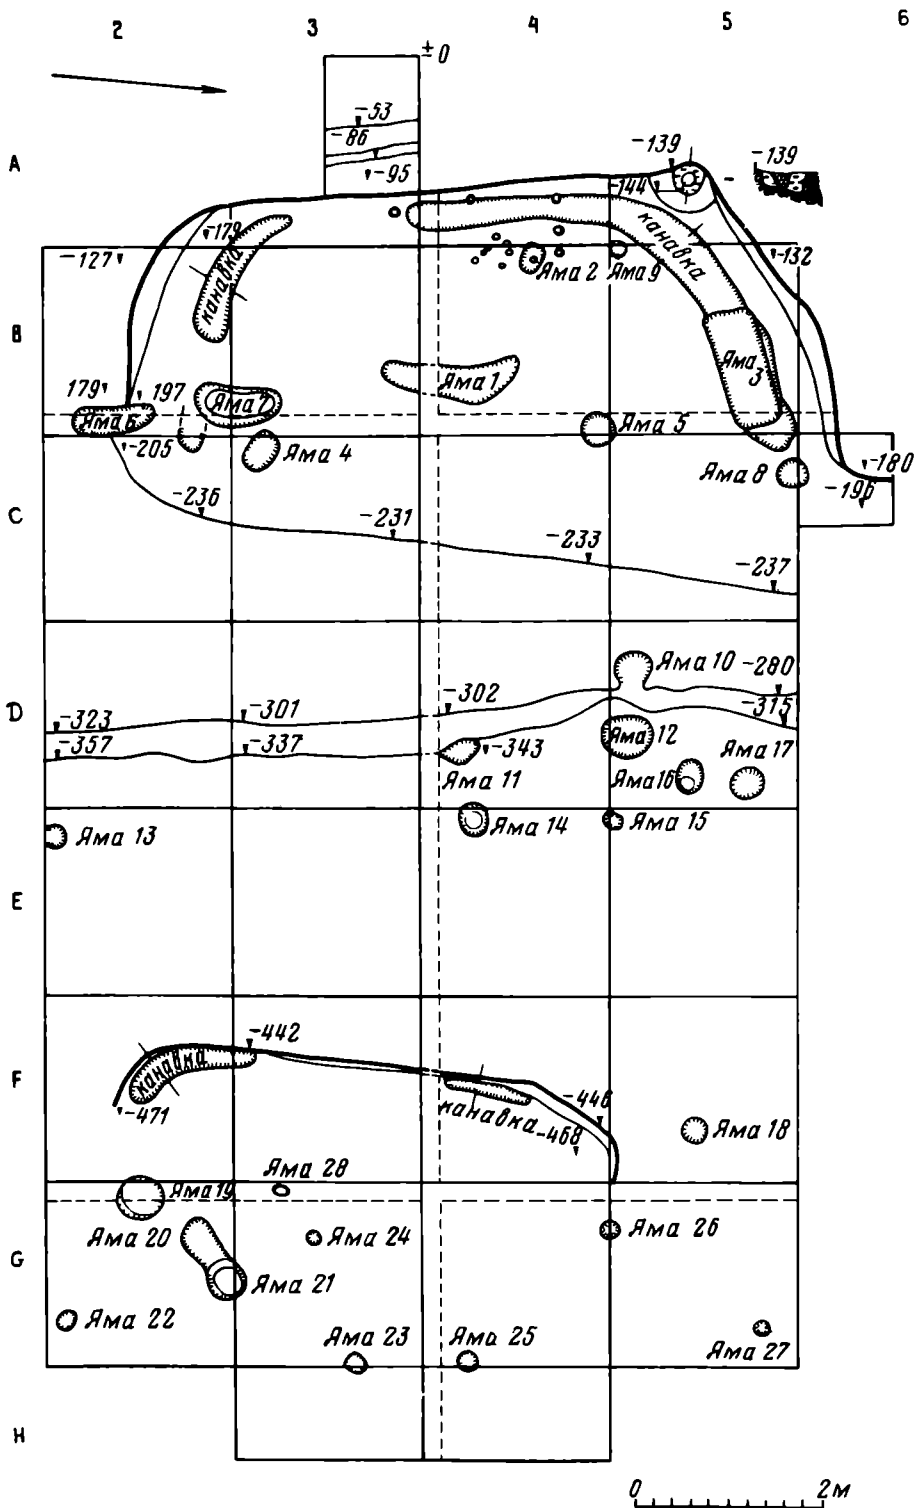 2 3 4 5 6
±0
-53
-86
-95
A
-139
-139
-144
-179
-127
канавка
канавка
-132
Яма 2 Яма 9
B
Яма 1
Яма 3
179 197
Яма 6
Яма 7
-205
Яма 4
Яма 5
Яма 8
-180
-196
C
-236
-231
-233
-237
Яма 10
-280
D
-323
-301
-302
-315
-357
-337
-343
Яма 12
Яма 17
Яма 11
Яма 16
Яма 13
Яма 14
Яма 15
E
-442
F
канавка
-471
канавка
-446
-468
Яма 18
Яма 28
Яма 19
Яма 20
Яма 24
Яма 26
G
Яма 21
Яма 22
Яма 23
Яма 25
Яма 27
H
0 2м